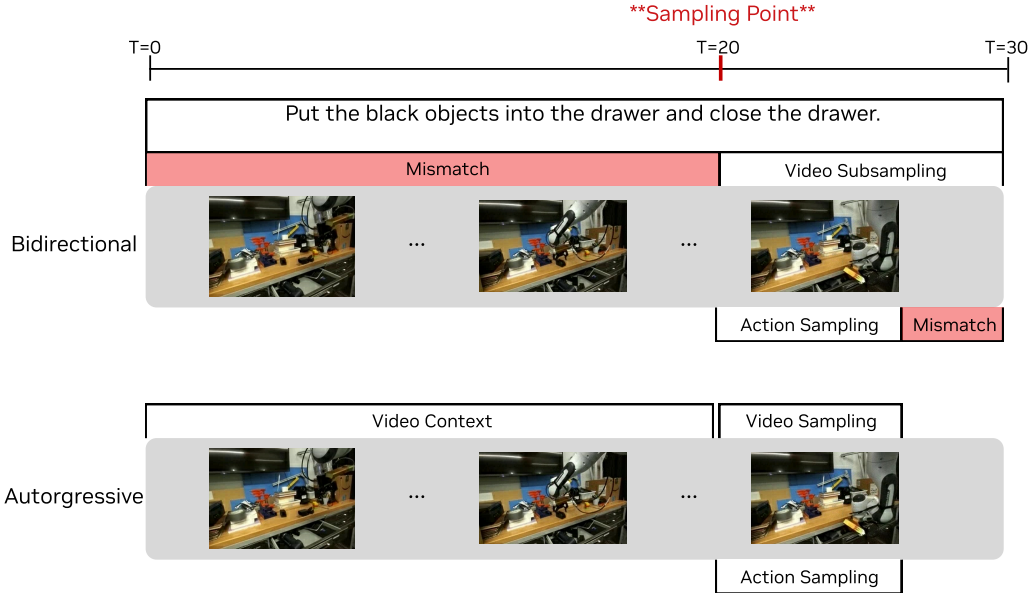 **Sampling Point**
T=0
T=20
T=30
Put the black objects into the drawer and close the drawer.
Mismatch
Video Subsampling
Bidirectional
...
...
Action Sampling
Mismatch
Video Context
Video Sampling
Autorgressive
...
...
Action Sampling